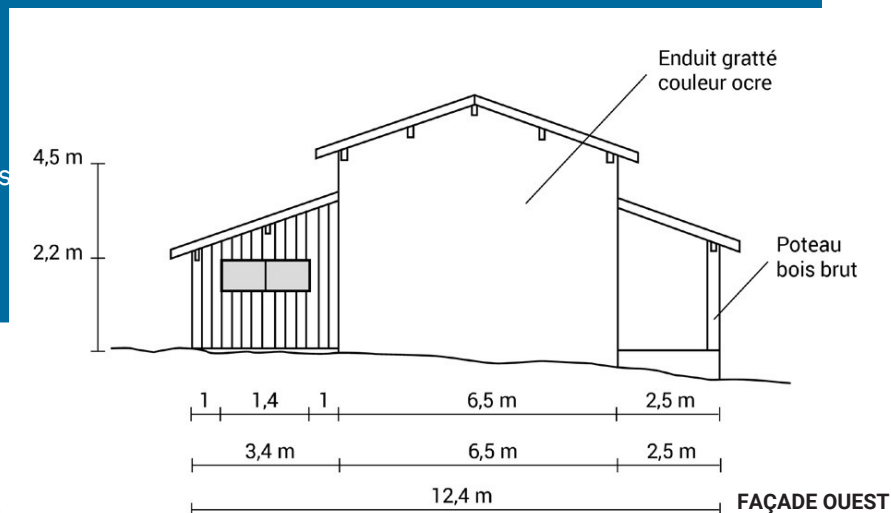 Enduit gratté
couleur ocre
4,5 m
s
2,2 m
Poteau
bois brut
1 1,4 1 6,5 m 2,5 m
3,4 m 6,5 m 2,5 m
12,4 m
FAÇADE OUEST